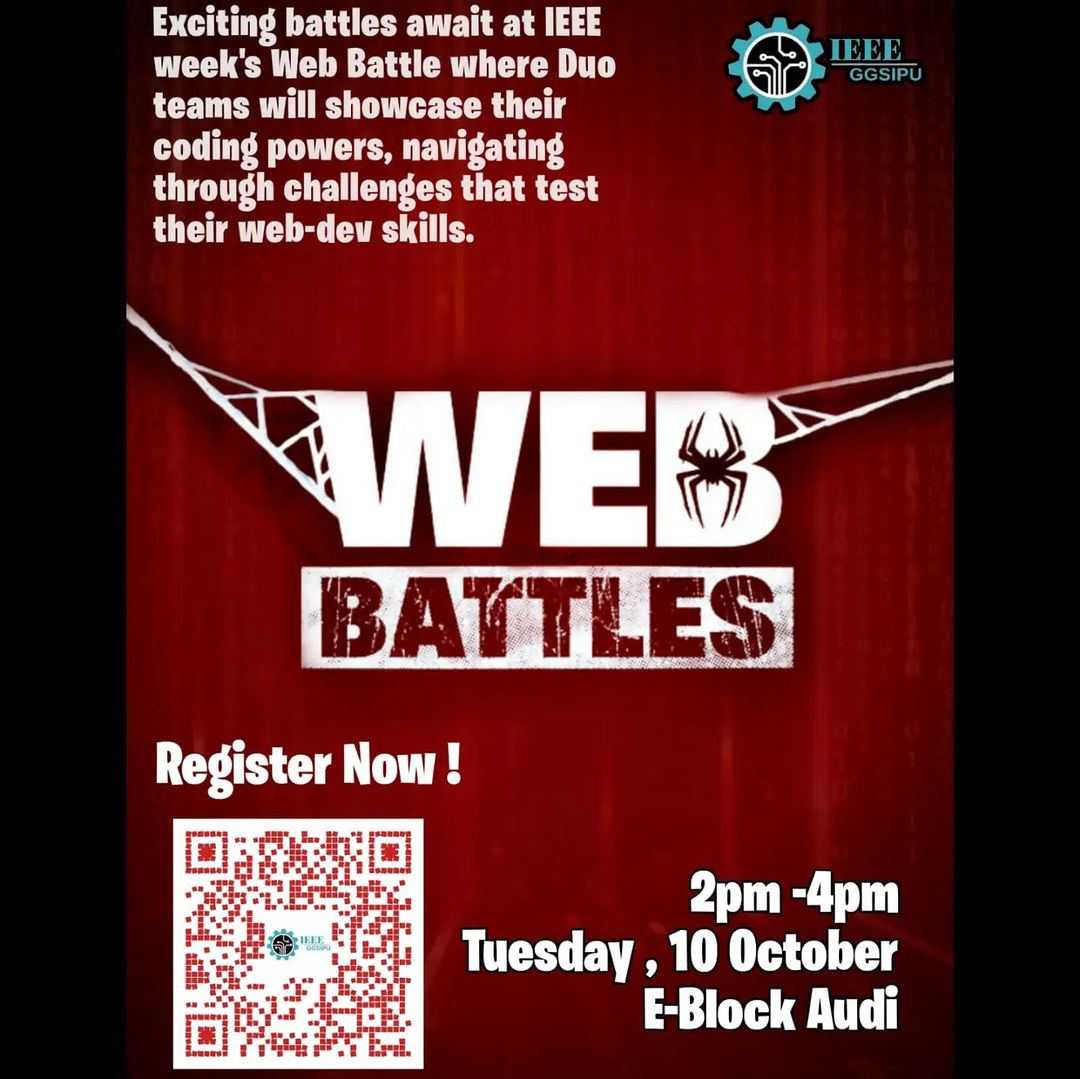 Exciting battles await at IEEE
week's Web Battle where Duo
teams will showcase their
coding powers, navigating
through challenges that test
their web-dev skills.
IEEE
GGSIPU
WEB
BATTLES
Register Now !
IEEE
GGSIPU
2pm -4pm
Tuesday , 10 October
E-Block Audi